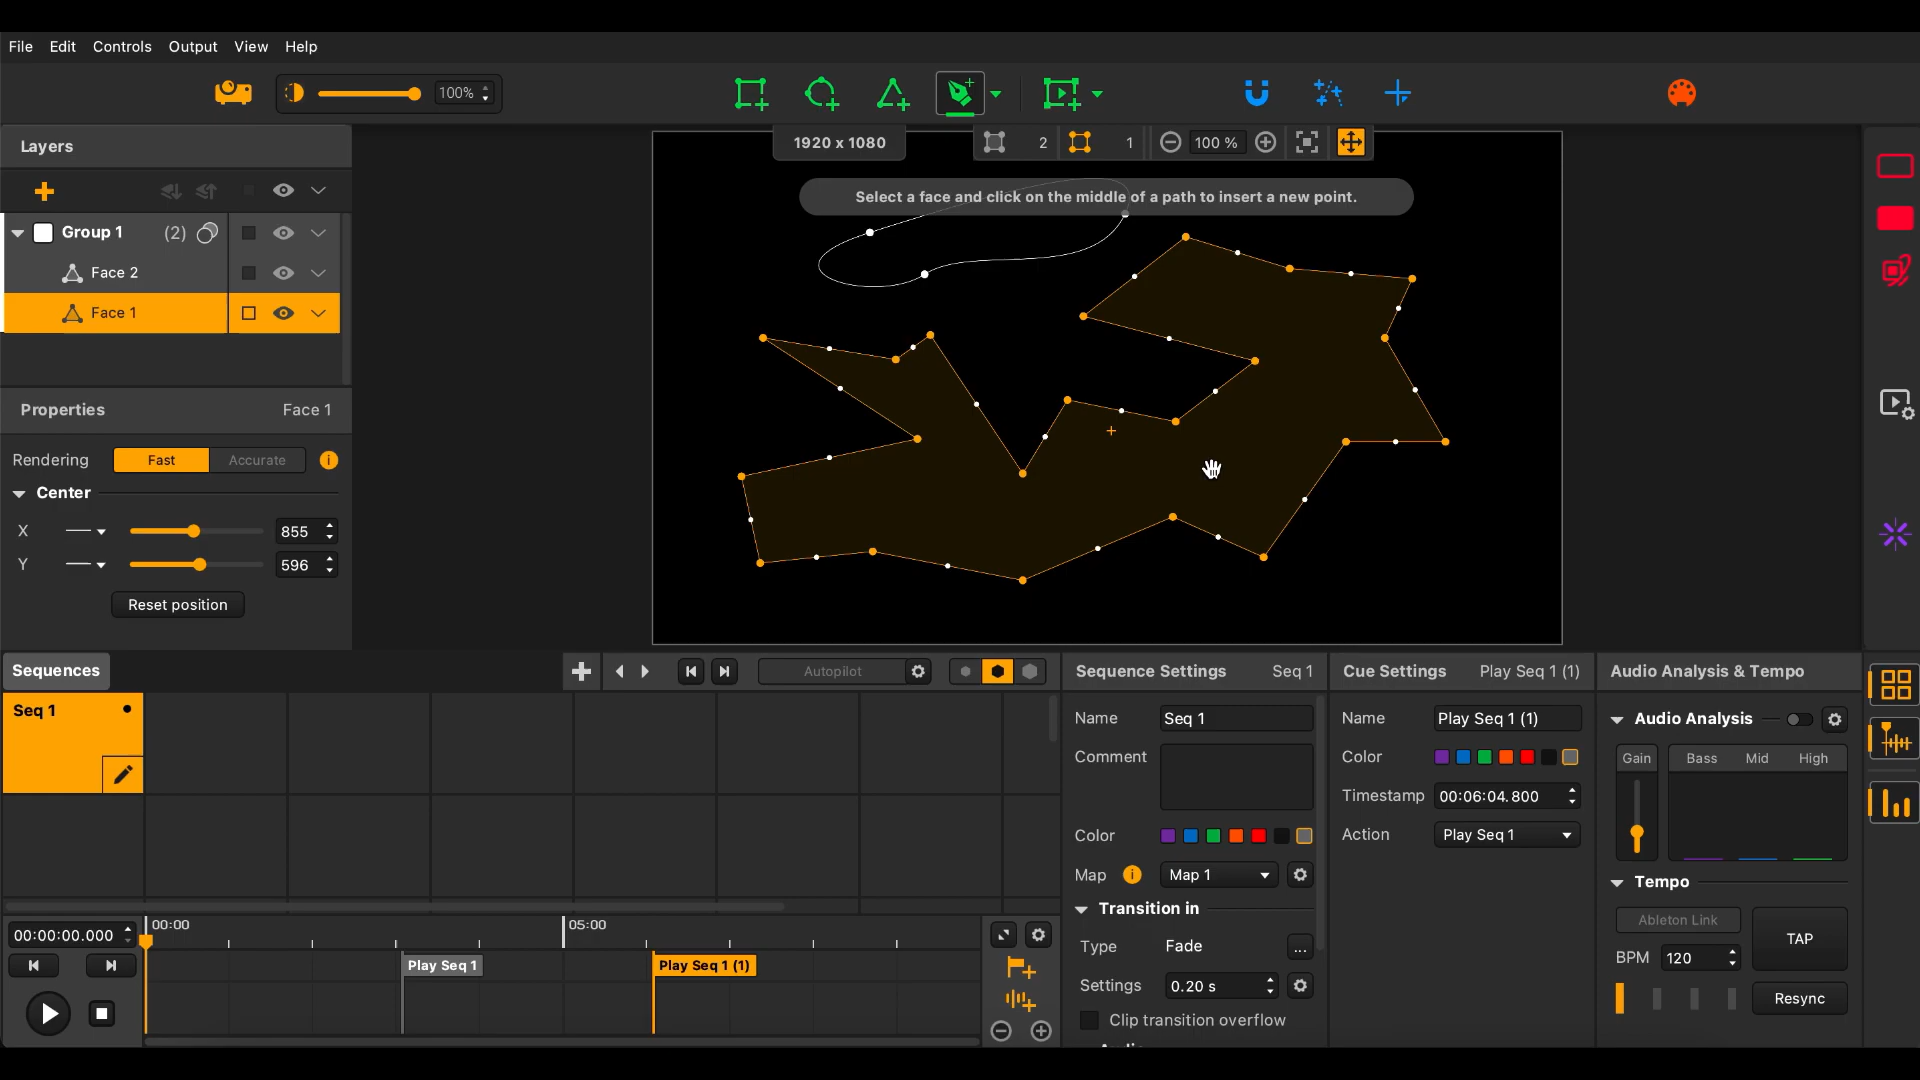 File Edit Controls Output View Help
100%
Layers
1920 x 1080
2
1
100 %
Select a face and click on the middle of a path to insert a new point.
Group 1 (2)
Face 2
Face 1
Properties Face 1
Rendering Fast Accurate
Center
X 855
Y 596
Reset position
Sequences
Autopilot
Seq 1
00:00:00.000
00:00
05:00
Play Seq 1
Play Seq 1 (1)
Sequence Settings Seq 1
Name Seq 1
Comment
Color
Map Map 1
Transition in
Type Fade ...
Settings 0.20 s
Clip transition overflow
Cue Settings Play Seq 1 (1)
Name Play Seq 1 (1)
Color
Timestamp 00:06:04.800
Action Play Seq 1
Audio Analysis & Tempo
Audio Analysis
Gain Bass Mid High
Tempo
Ableton Link
TAP
BPM 120
Resync